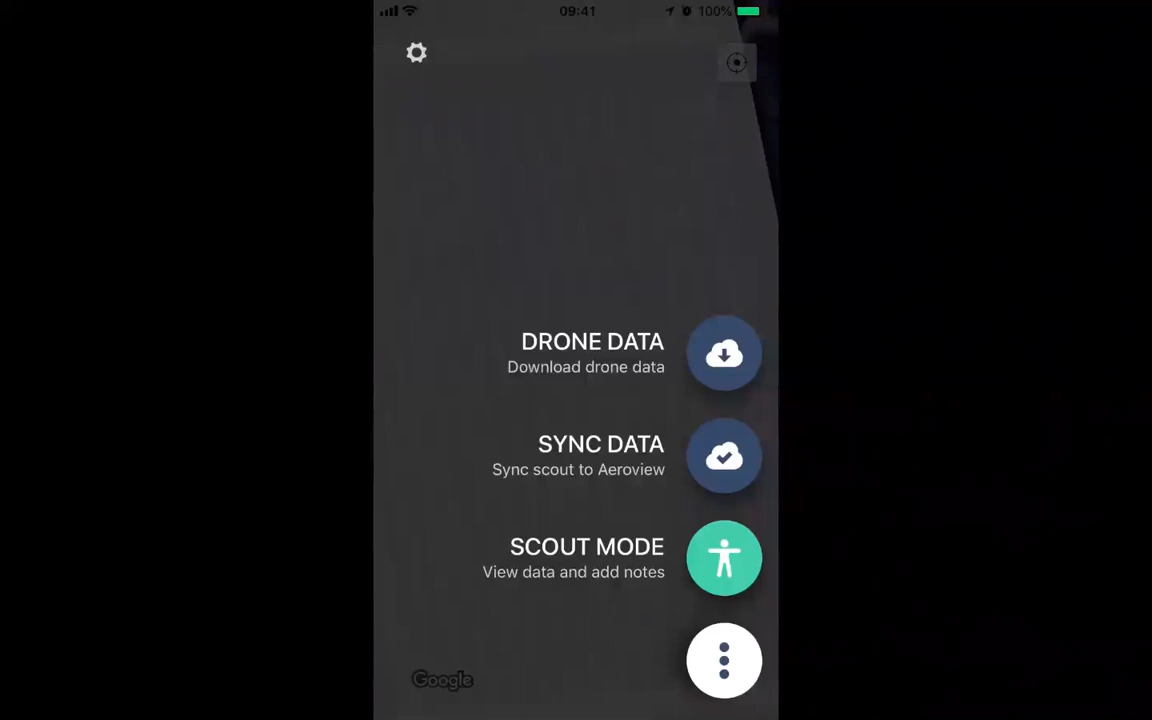 09:41
100%
DRONE DATA
Download drone data
SYNC DATA
Sync scout to Aeroview
SCOUT MODE
View data and add notes
Google